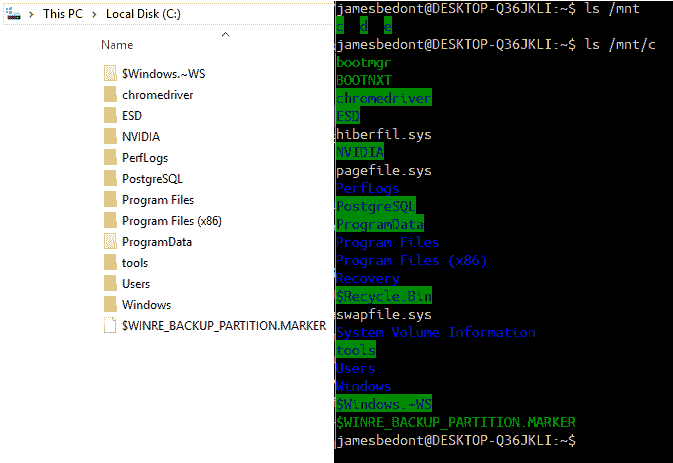 This PC > Local Disk (C:)
Name
$Windows.~WS
chromedriver
ESD
NVIDIA
PerfLogs
PostgreSQL
Program Files
Program Files (x86)
ProgramData
tools
Users
Windows
$WINRE_BACKUP_PARTITION.MARKER
jamesbedont@DESKTOP-Q36JKLI:~$ ls /mnt
c d e
jamesbedont@DESKTOP-Q36JKLI:~$ ls /mnt/c
bootmgr
BOOTNXT
chromedriver
ESD
hiberfil.sys
NVIDIA
pagefile.sys
PerfLogs
PostgreSQL
ProgramData
Program Files
Program Files (x86)
Recovery
$Recycle.Bin
swapfile.sys
System Volume Information
tools
Users
Windows
$Windows.~WS
$WINRE_BACKUP_PARTITION.MARKER
jamesbedont@DESKTOP-Q36JKLI:~$